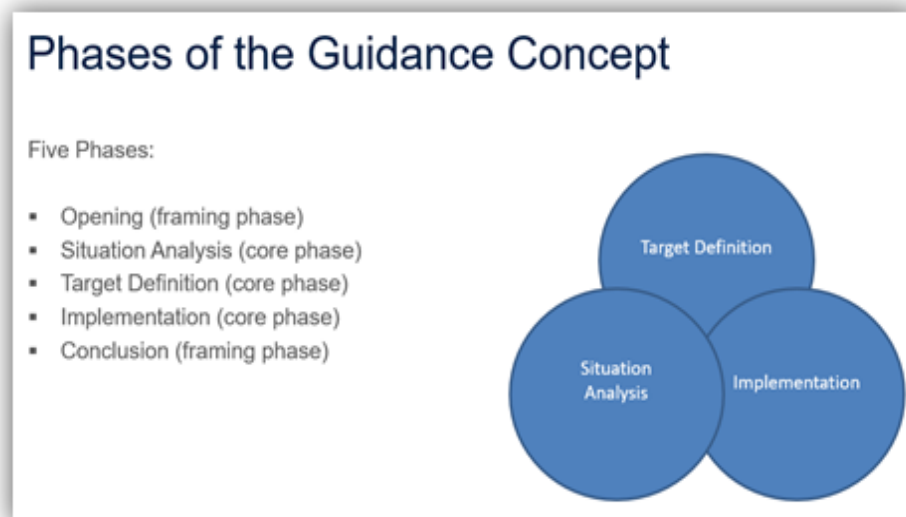 Phases of the Guidance Concept
Five Phases:
▪ Opening (framing phase)
▪ Situation Analysis (core phase)
▪ Target Definition (core phase)
▪ Implementation (core phase)
▪ Conclusion (framing phase)
Target Definition
Situation
Analysis
Implementation